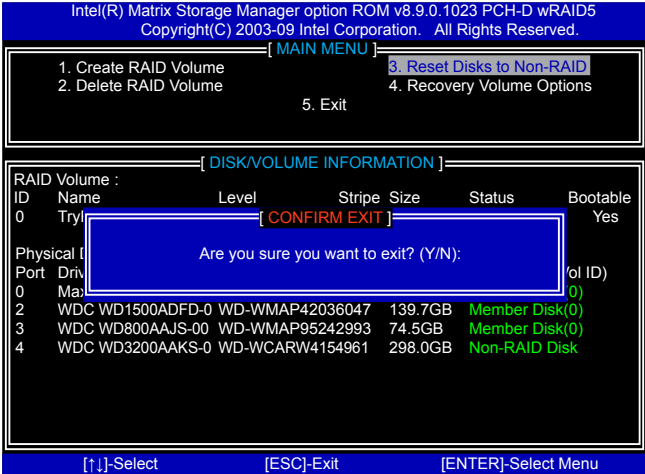 Intel(R) Matrix Storage Manager option ROM v8.9.0.1023 PCH-D wRAID5
Copyright(C) 2003-09 Intel Corporation. All Rights Reserved.
[ MAIN MENU ]
1. Create RAID Volume 3. Reset Disks to Non-RAID
2. Delete RAID Volume 4. Recovery Volume Options
5. Exit
[ DISK/VOLUME INFORMATION ]
RAID Volume :
ID Name Level Stripe Size Status Bootable
0 Yes
[ CONFIRM EXIT ]
Are you sure you want to exit? (Y/N):
Port ID)
0 (0)
2 WDC WD1500ADFD-0 WD-WMAP42036047 139.7GB Member Disk(0)
3 WDC WD800AAJS-00 WD-WMAP95242993 74.5GB Member Disk(0)
4 WDC WD3200AAKS-0 WD-WCARW4154961 298.0GB Non-RAID Disk
[↑↓]-Select [ESC]-Exit [ENTER]-Select Menu